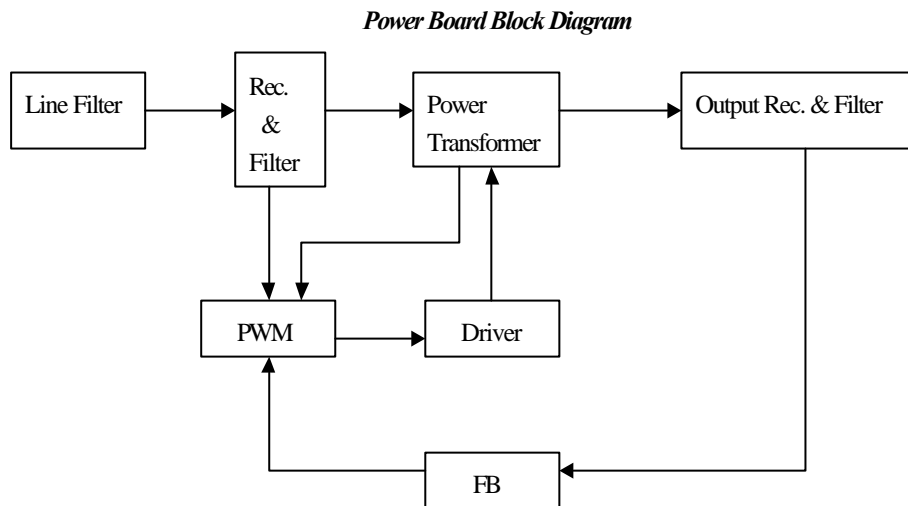 Power Board Block Diagram
Line Filter
Rec.
&
Filter
Power
Transformer
Output Rec. & Filter
PWM
Driver
FB